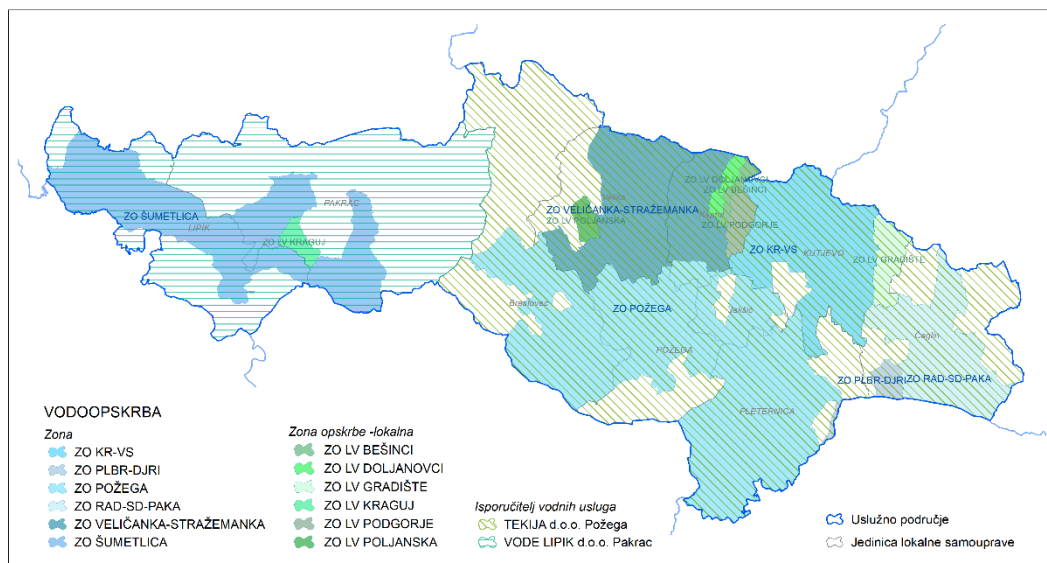 ZO LV DOLJANOVCI
ZO LV BEŠINCI
PAKRAC
ZO ŠUMETLICA
LIPIK
ZO VELIČANKA-STRAŽEMANKA
ZO LV POLJANSKA
ZO LV PODGORJE
ZO LV KRAGUJ
ZO KR-VS
KUTJEVO
ZO LV GRADIŠTE
Brestovac
ZO POŽEGA
Jakšić
Čaglin
POŽEGA
ZO PLBR-DJRI
ZO RAD-SD-PAKA
PLETERNICA
VODOOPSKRBA
Zona
ZO KR-VS
ZO PLBR-DJRI
ZO POŽEGA
ZO RAD-SD-PAKA
ZO VELIČANKA-STRAŽEMANKA
ZO ŠUMETLICA
Zona opskrbe -lokalna
ZO LV BEŠINCI
ZO LV DOLJANOVCI
ZO LV GRADIŠTE
ZO LV KRAGUJ
ZO LV PODGORJE
ZO LV POLJANSKA
Isporučitelj vodnih usluga
TEKIJA d.o.o. Požega
VODE LIPIK d.o.o. Pakrac
Uslužno područje
Jedinica lokalne samouprave